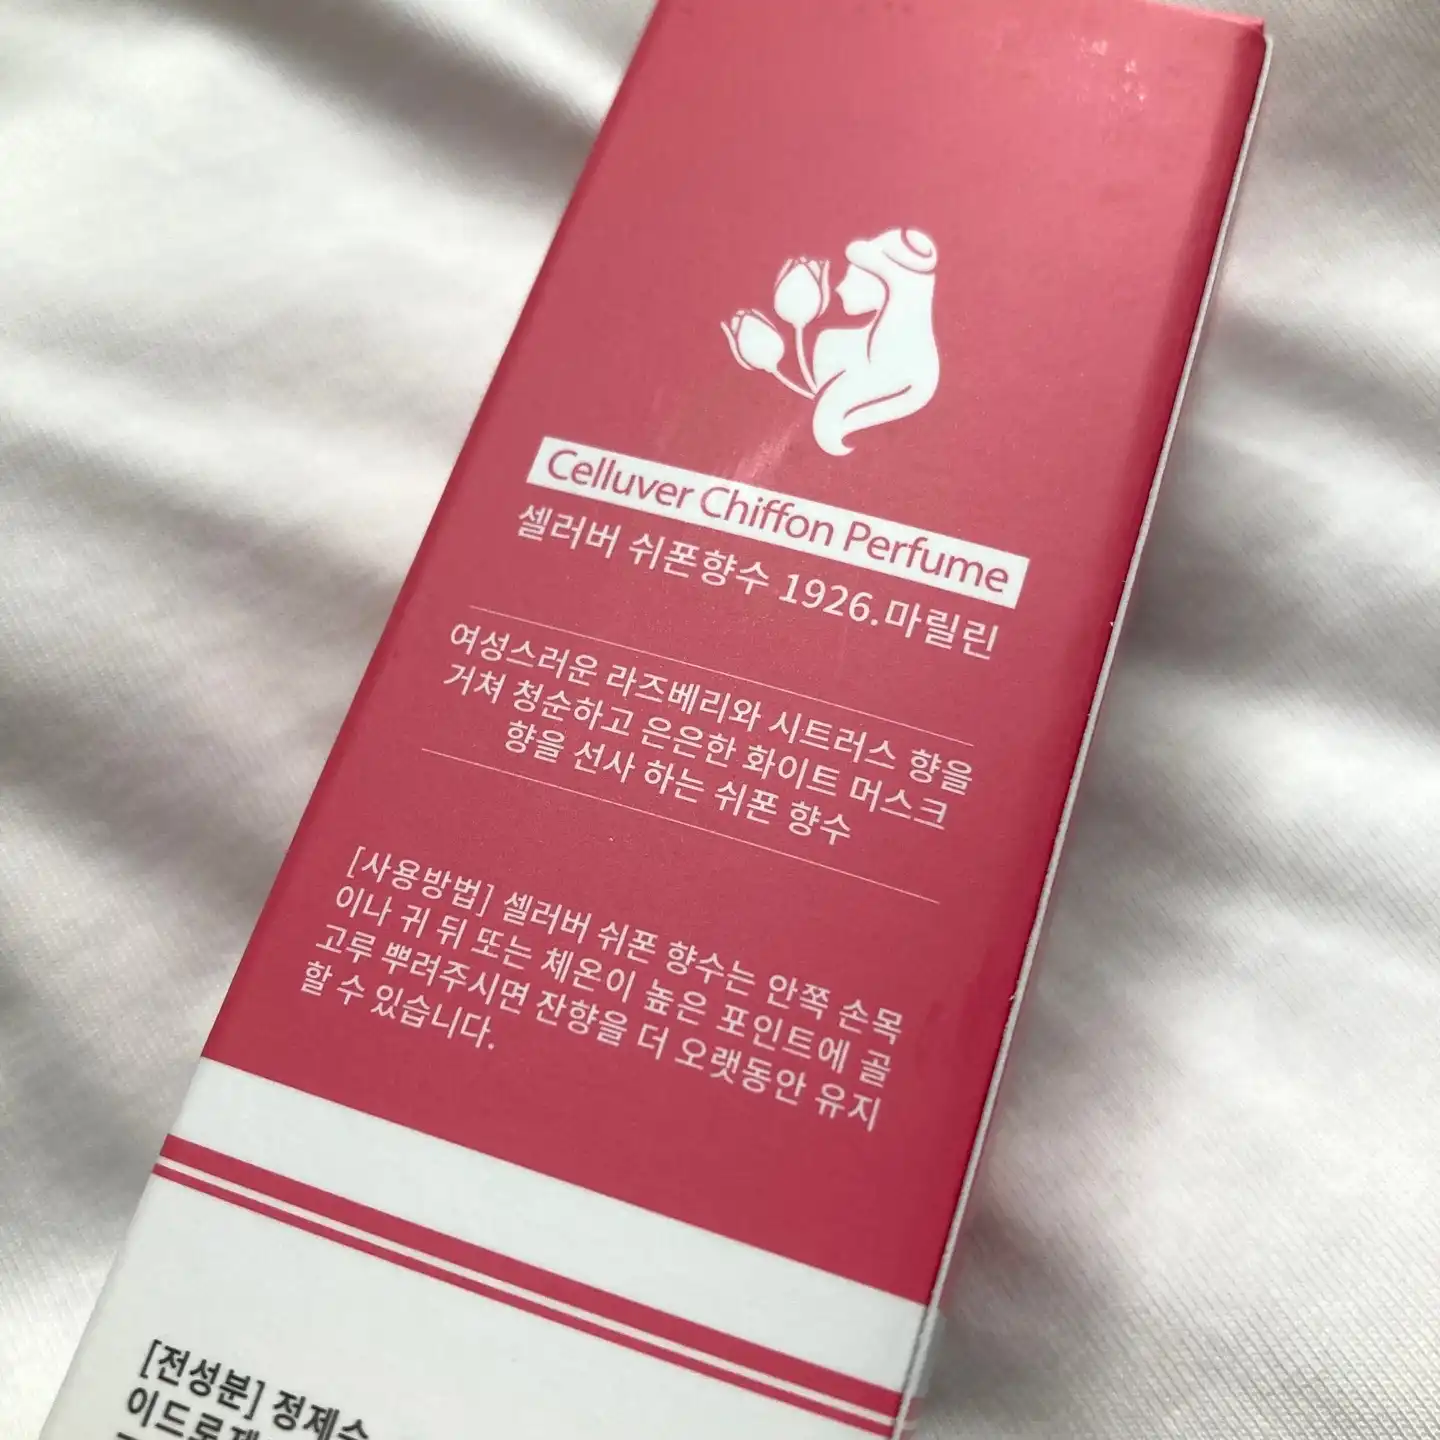 Celluver Chiffon Perfume
셀러버 쉬폰향수 1926.마릴린
여성스러운 라즈베리와 시트러스 향을
거쳐 청순하고 은은한 화이트 머스크
향을 선사 하는 쉬폰 향수
[사용방법] 셀러버 쉬폰 향수는 안쪽 손목
이나 귀 뒤 또는 체온이 높은 포인트에 골
고루 뿌려주시면 잔향을 더 오랫동안 유지
할 수 있습니다.
[전성분] 정제수